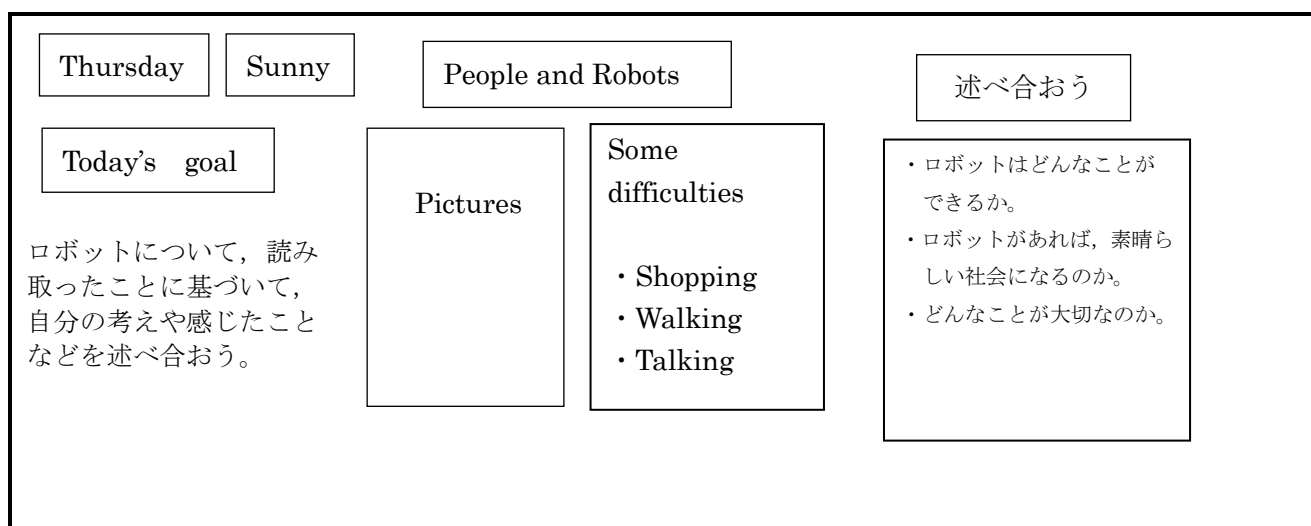 Thursday
Sunny
Today's goal
ロボットについて，読み
取ったことに基づいて，
自分の考えや感じたこと
などを述べ合おう。
People and Robots
Pictures
Some
difficulties
・Shopping
・Walking
・Talking
述べ合おう
・ロボットはどんなことが
できるか。
・ロボットがあれば，素晴ら
しい社会になるのか。
・どんなことが大切なのか。